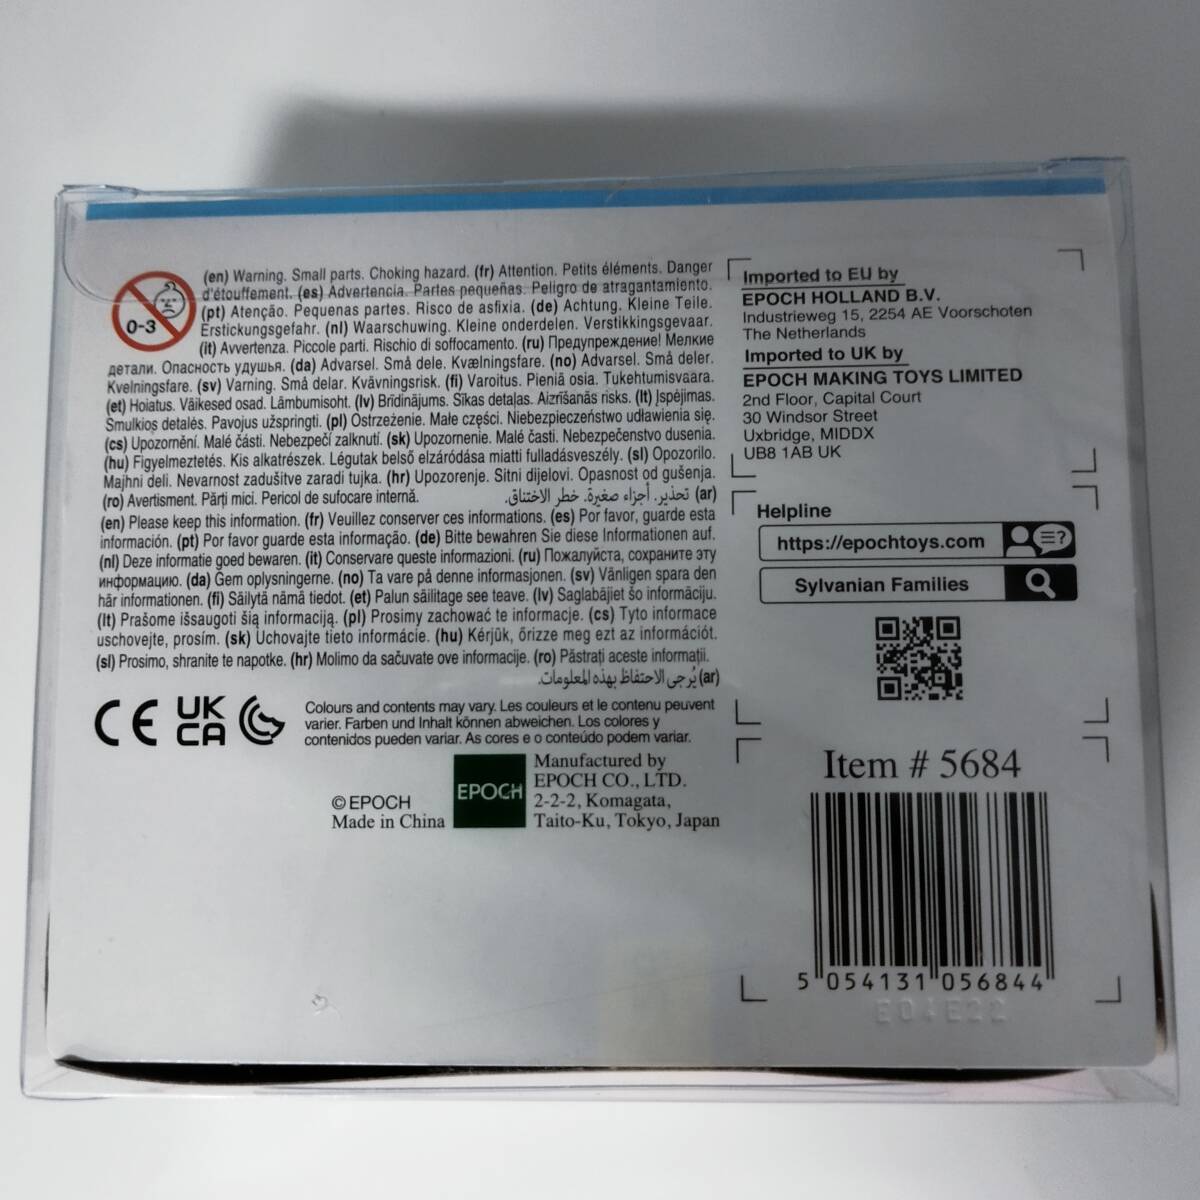 0-3
(en) Warning. Small parts. Choking hazard. (fr) Attention. Petits éléments. Danger
d'étouffement. (es) Advertencia. Partes pequeñas. Peligro de atragantamiento.
(pt) Atenção. Pequenas partes. Risco de asfixia. (de) Achtung. Kleine Teile.
Erstickungsgefahr. (nl) Waarschuwing. Kleine onderdelen. Verstikkingsgevaar.
(it) Avvertenza. Piccole parti. Rischio di soffocamento. (ru) Предупреждение! Мелкие
детали. Опасность удушья. (da) Advarsel. Små dele. Kvælningsfare. (no) Advarsel. Små deler.
Kvelningsfare. (sv) Varning. Små delar. Kvävningsrisk. (fi) Varoitus. Pieniä osia. Tukehtumisvaara.
(et) Hoiatus. Väikesed osad. Lämbumisoht. (lv) Brīdinājums. Sīkas detaļas. Aizrīšanās risks. (lt) Įspėjimas.
Smulkios detalės. Pavojus užspringti. (pl) Ostrzeżenie. Małe części. Niebezpieczeństwo udławienia się.
(cs) Upozornění. Malé části. Nebezpečí zalknutí. (sk) Upozornenie. Malé časti. Nebezpečenstvo dusenia.
(hu) Figyelmeztetés. Kis alkatrészek. Légutak belső elzáródása miatti fulladásveszély. (sl) Opozorilo.
Majhni deli. Nevarnost zadušitve zaradi tujka. (hr) Upozorenje. Sitni dijelovi. Opasnost od gušenja.
(ro) Avertisment. Părți mici. Pericol de sufocare internă. (ar) تحذير. أجزاء صغيرة. خطر الاختناق.
(en) Please keep this information. (fr) Veuillez conserver ces informations. (es) Por favor, guarde esta
información. (pt) Por favor guarde esta informação. (de) Bitte bewahren Sie diese Informationen auf.
(nl) Deze informatie goed bewaren. (it) Conservare queste informazioni. (ru) Пожалуйста, сохраните эту
информацию. (da) Gem oplysningerne. (no) Ta vare på denne informasjonen. (sv) Vänligen spara den
här informationen. (fi) Säilytä nämä tiedot. (et) Palun säilitage see teave. (lv) Saglabājiet šo informāciju.
(lt) Prašome išsaugoti šią informaciją. (pl) Prosimy zachować te informacje. (cs) Tyto informace
uschovejte, prosím. (sk) Uchovajte tieto informácie. (hu) Kérjük, őrizze meg ezt az információt.
(sl) Prosimo, shranite te napotke. (hr) Molimo da sačuvate ove informacije. (ro) Păstrați aceste informații.
(ar) يُرجى الاحتفاظ بهذه المعلومات.
CE UK CA
Colours and contents may vary. Les couleurs et le contenu peuvent
varier. Farben und Inhalt können abweichen. Los colores y
contenidos pueden variar. As cores e o conteúdo podem variar.
© EPOCH
Made in China
EPOCH
Manufactured by
EPOCH CO., LTD.
2-2-2, Komagata,
Taito-Ku, Tokyo, Japan
Imported to EU by
EPOCH HOLLAND B.V.
Industrieweg 15, 2254 AE Voorschoten
The Netherlands
Imported to UK by
EPOCH MAKING TOYS LIMITED
2nd Floor, Capital Court
30 Windsor Street
Uxbridge, MIDDX
UB8 1AB UK
Helpline
https://epochtoys.com
Sylvanian Families
Item # 5684
5 054131 056844
E04E22